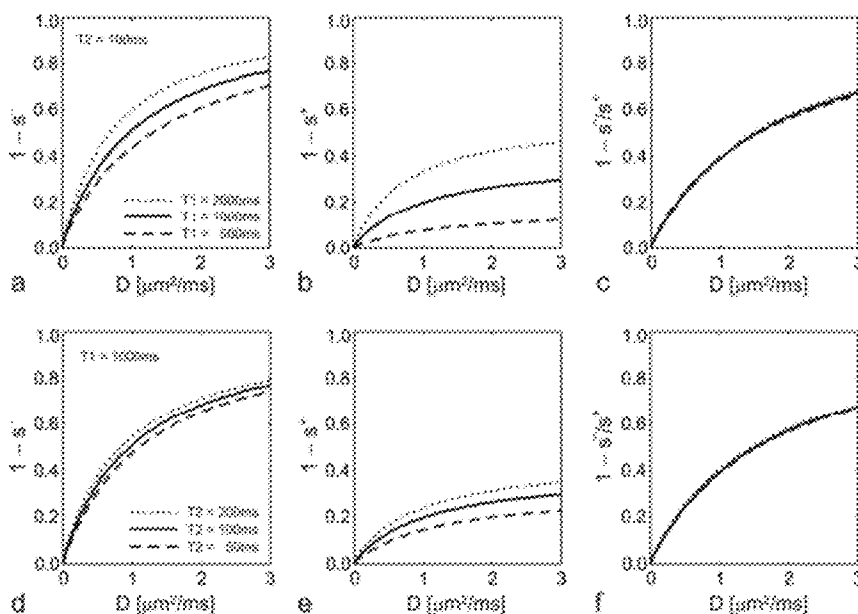 1.0 0.8 0.6 0.4 0.2 0.0
1 – s⁻
T2 = 100ms
T1 = 2000ms
T1 = 1000ms
T1 = 500ms
0 1 2 3
D [μm²/ms]
a
1.0 0.8 0.6 0.4 0.2 0.0
1 – s⁺
0 1 2 3
D [μm²/ms]
b
1.0 0.8 0.6 0.4 0.2 0.0
1 – s⁻/s⁺
0 1 2 3
D [μm²/ms]
c
1.0 0.8 0.6 0.4 0.2 0.0
1 – s⁻
T1 = 1000ms
T2 = 200ms
T2 = 100ms
T2 = 50ms
0 1 2 3
D [μm²/ms]
d
1.0 0.8 0.6 0.4 0.2 0.0
1 – s⁺
0 1 2 3
D [μm²/ms]
e
1.0 0.8 0.6 0.4 0.2 0.0
1 – s⁻/s⁺
0 1 2 3
D [μm²/ms]
f